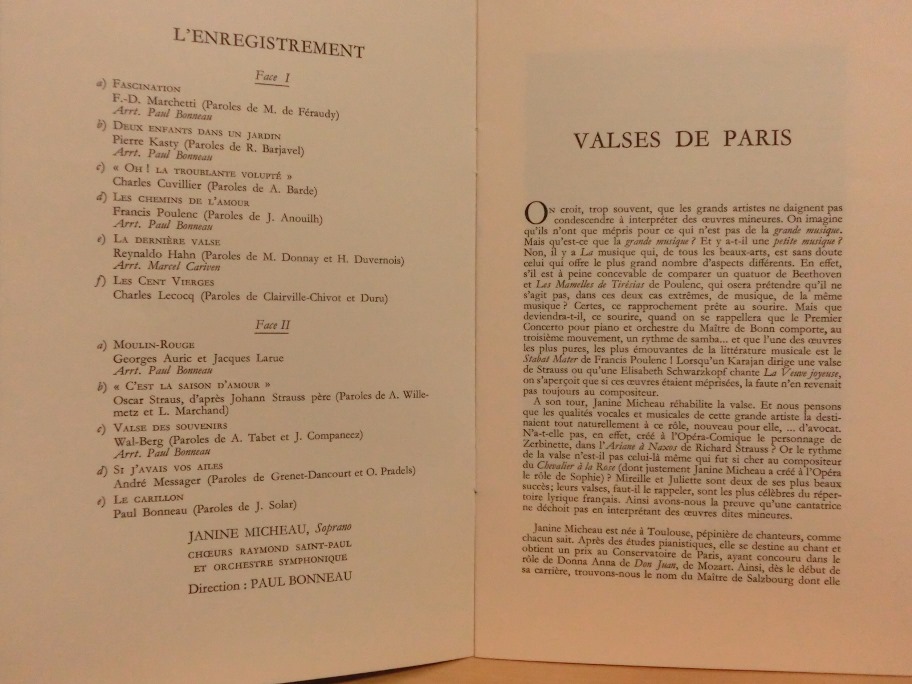 L'ENREGISTREMENT
Face I
a) FASCINATION
F.-D. Marchetti (Paroles de M. de Féraudy)
Arrt. Paul Bonneau
b) DEUX ENFANTS DANS UN JARDIN
Pierre Kasty (Paroles de R. Barjavel)
Arrt. Paul Bonneau
c) « OH ! LA TROUBLANTE VOLUPTÉ »
Charles Cuvillier (Paroles de A. Barde)
d) LES CHEMINS DE L'AMOUR
Francis Poulenc (Paroles de J. Anouilh)
Arrt. Paul Bonneau
e) LA DERNIÈRE VALSE
Reynaldo Hahn (Paroles de M. Donnay et H. Duvernois)
Arrt. Marcel Cariven
f) LES CENT VIERGES
Charles Lecocq (Paroles de Clairville-Chivot et Duru)
Face II
a) MOULIN-ROUGE
Georges Auric et Jacques Larue
Arrt. Paul Bonneau
b) « C'EST LA SAISON D'AMOUR »
Oscar Straus, d'après Johann Strauss père (Paroles de A. Wille-
metz et L. Marchand)
c) VALSE DES SOUVENIRS
Wal-Berg (Paroles de A. Tabet et J. Companeez)
Arrt. Paul Bonneau
d) SI J'AVAIS VOS AILES
André Messager (Paroles de Grenet-Dancourt et O. Pradels)
e) LE CARILLON
Paul Bonneau (Paroles de J. Solar)
JANINE MICHEAU, Soprano
CHŒURS RAYMOND SAINT-PAUL
ET ORCHESTRE SYMPHONIQUE
Direction : PAUL BONNEAU
VALSES DE PARIS
ON croit, trop souvent, que les grands artistes ne daignent pas
condescendre à interpréter des œuvres mineures. On imagine
qu'ils n'ont que mépris pour ce qui n'est pas de la grande musique.
Mais qu'est-ce que la grande musique ? Et y a-t-il une petite musique ?
Non, il y a La musique qui, de tous les beaux-arts, est sans doute
celui qui offre le plus grand nombre d'aspects différents. En effet,
s'il est à peine concevable de comparer un quatuor de Beethoven
et Les Mamelles de Tirésias de Poulenc, qui osera prétendre qu'il ne
s'agit pas, dans ces deux cas extrêmes, de musique, de la même
musique ? Certes, ce rapprochement prête au sourire. Mais que
deviendra-t-il, ce sourire, quand on se rappellera que le Premier
Concerto pour piano et orchestre du Maître de Bonn comporte, au
troisième mouvement, un rythme de samba... et que l'une des œuvres
les plus pures, les plus émouvantes de la littérature musicale est le
Stabat Mater de Francis Poulenc ! Lorsqu'un Karajan dirige une valse
de Strauss ou qu'une Elisabeth Schwarzkopf chante La Veuve joyeuse,
on s'aperçoit que si ces œuvres étaient méprisées, la faute n'en revenait
pas toujours au compositeur.
A son tour, Janine Micheau réhabilite la valse. Et nous pensons
que les qualités vocales et musicales de cette grande artiste la desti-
naient tout naturellement à ce rôle, nouveau pour elle, ... d'avocat.
N'a-t-elle pas, en effet, créé à l'Opéra-Comique le personnage de
Zerbinette, dans l'Ariane à Naxos de Richard Strauss ? Or le rythme
de la valse n'est-il pas celui-là même qui fut si cher au compositeur
du Chevalier à la Rose (dont justement Janine Micheau a créé à l'Opéra
le rôle de Sophie) ? Mireille et Juliette sont deux de ses plus beaux
succès ; leurs valses, faut-il le rappeler, sont les plus célèbres du réper-
toire lyrique français. Ainsi avons-nous la preuve qu'une cantatrice
ne déchoit pas en interprétant des œuvres dites mineures.
Janine Micheau est née à Toulouse, pépinière de chanteurs, comme
chacun sait. Après des études pianistiques, elle se destine au chant et
obtient un prix au Conservatoire de Paris, ayant concouru dans le
rôle de Donna Anna de Don Juan, de Mozart. Ainsi, dès le début de
sa carrière, trouvons-nous le nom du Maître de Salzbourg dont elle